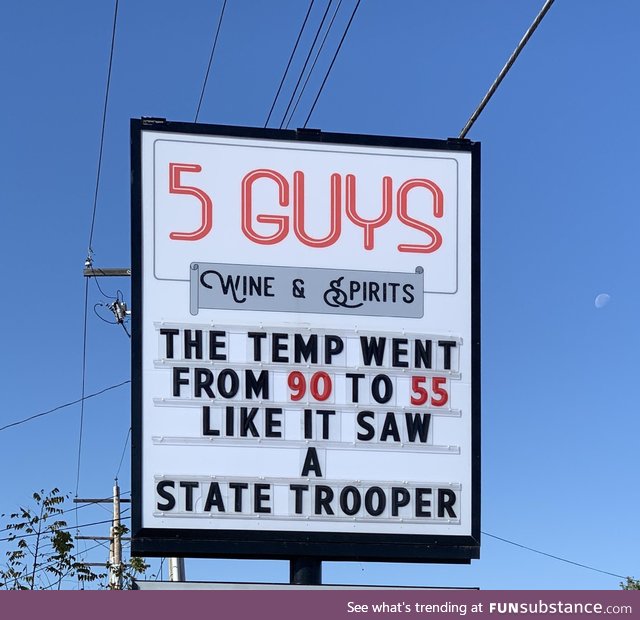 5 GUYS
WINE & SPIRITS
THE TEMP WENT
FROM 90 TO 55
LIKE IT SAW
A
STATE TROOPER
See what's trending at FUNsubstance.com